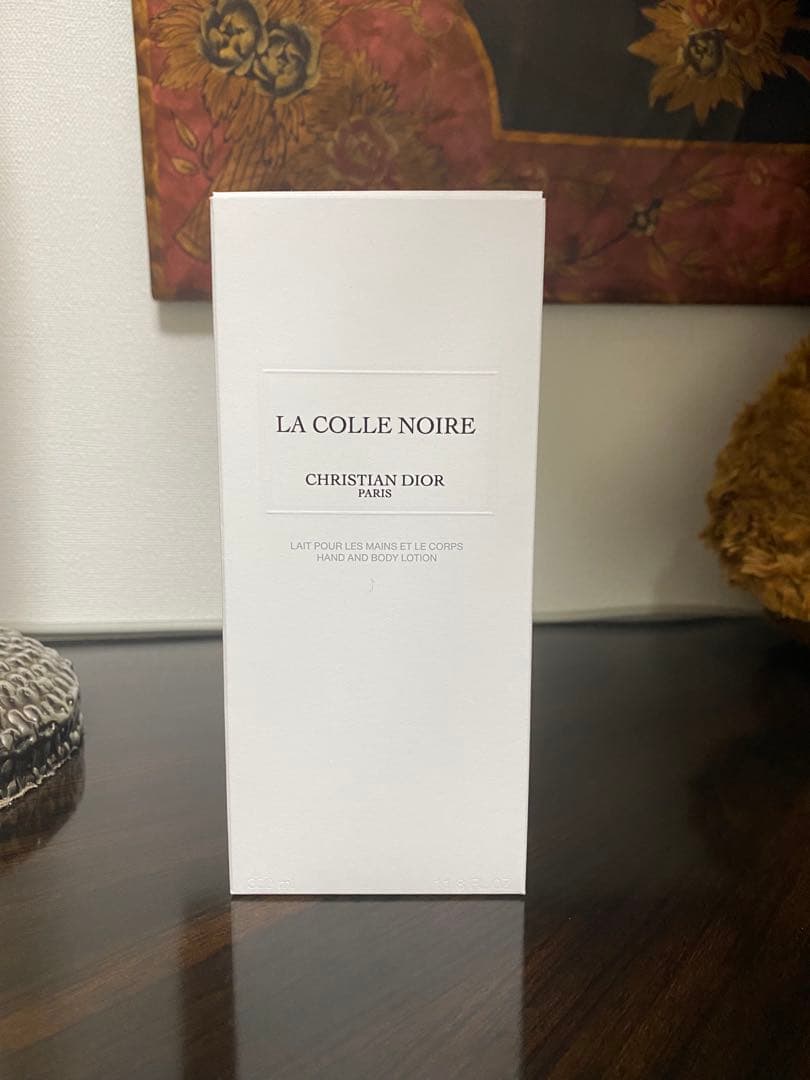 LA COLLE NOIRE
CHRISTIAN DIOR
PARIS
LAIT POUR LES MAINS ET LE CORPS
HAND AND BODY LOTION